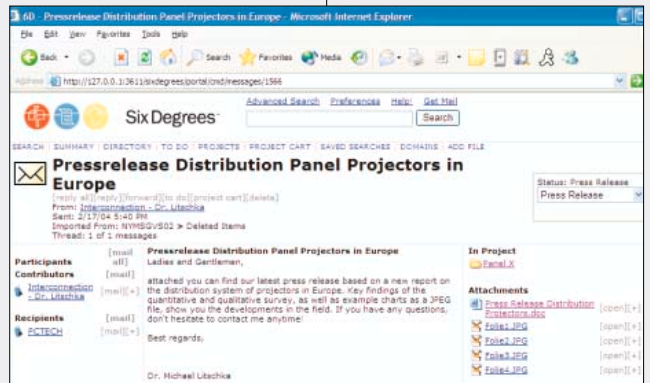 6D - Pressrelease Distribution Panel Projectors in Europe - Microsoft Internet Explorer
File Edit View Favorites Tools Help
Back Search Favorites Media
Address http://127.0.0.1:3611/sixdegrees/portal/cmd/messages/1566
Six Degrees
Advanced Search Preferences Help! Get Mail
Search
SEARCH SUMMARY DIRECTORY TO DO PROJECTS PROJECT CART SAVED SEARCHES DOMAINS ADD FILE
Pressrelease Distribution Panel Projectors in
Europe
[reply all][reply][forward][to do][project cart][delete]
From: Interconnection - Dr. Litschka
Sent: 2/17/04 5:40 PM
Imported From: NYMSGVS02 > Deleted Items
Thread: 1 of 1 messages
Status: Press Release
Press Release
Participants [mail all]
Contributors [mail]
Interconnection - Dr. Litschka [mail][+]
Recipients [mail]
PCTECH [mail][+]
Pressrelease Distribution Panel Projectors in Europe
Ladies and Gentlemen,
attached you can find our latest press release based on a new report on
the distribution system of projectors in Europe. Key findings of the
quantitative and qualitative survey, as well as example charts as a JPEG
file, show you the developments in the field. If you have any questions,
don't hesitate to contact me anytime!
Best regards,
Dr. Michael Litschka
In Project
Panel X
Attachments
Press Release Distribution Projectors.doc [open][+]
Folie1.JPG [open][+]
Folie2.JPG [open][+]
Folie3.JPG [open][+]
Folie4.JPG [open][+]